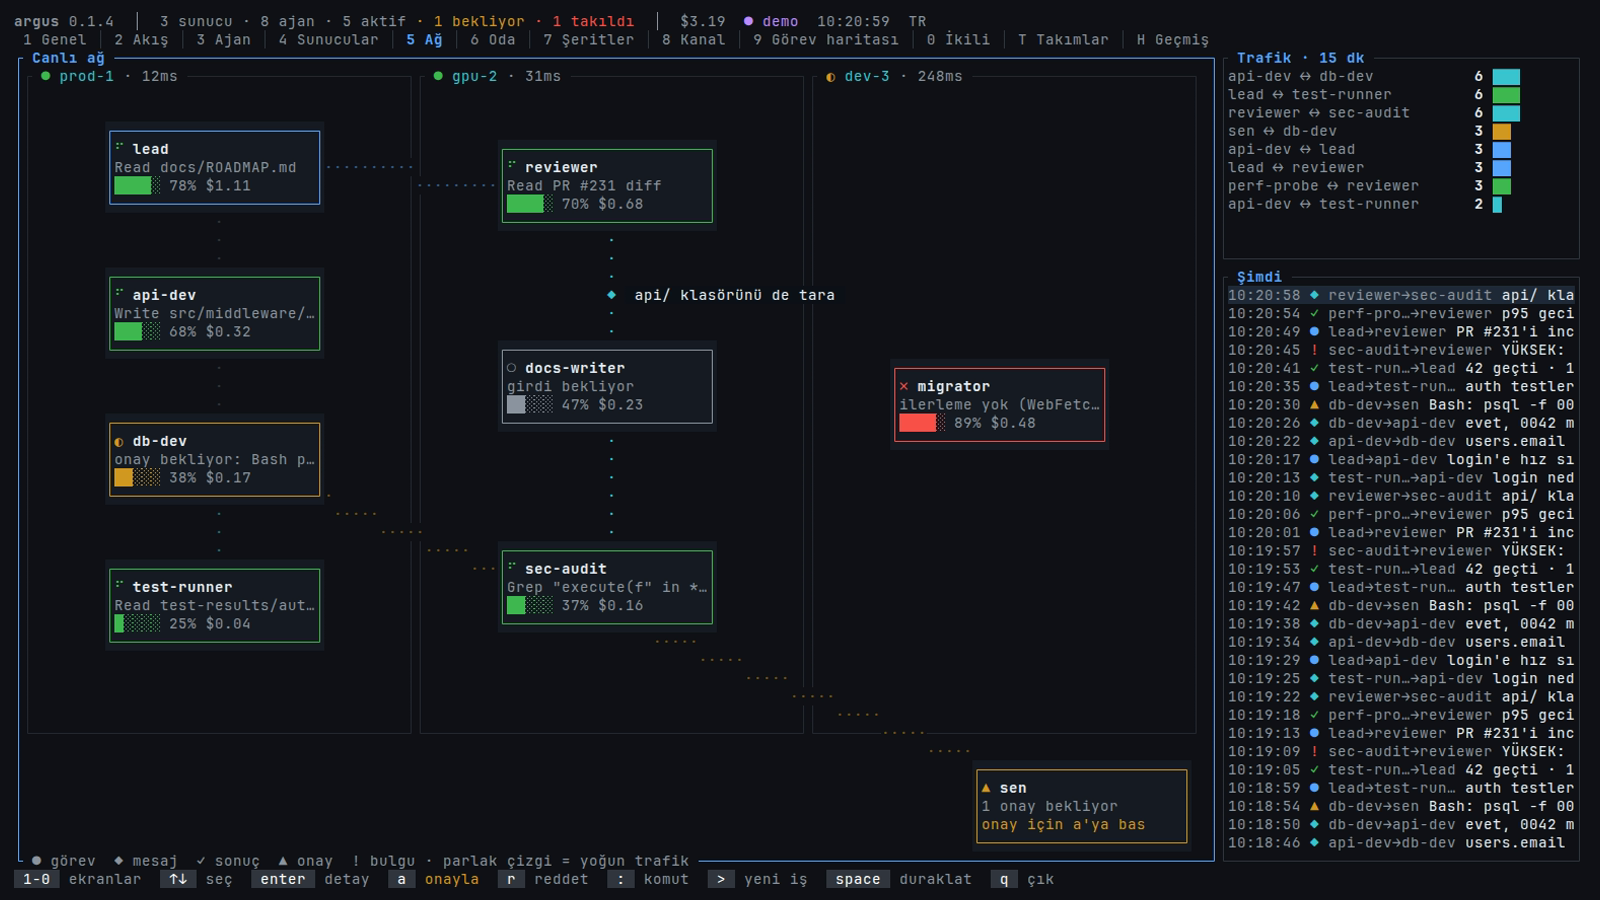 argus 0.1.4 │ 3 sunucu · 8 ajan · 5 aktif · 1 bekliyor · 1 takıldı │ $3.19 ● demo 10:20:59 TR
1 Genel │ 2 Akış │ 3 Ajan │ 4 Sunucular │ 5 Ağ │ 6 Oda │ 7 Şeritler │ 8 Kanal │ 9 Görev haritası │ 0 İkili │ T Takımlar │ H Geçmiş
Canlı ağ
● prod-1 · 12ms
lead
Read docs/ROADMAP.md
78% $1.11
api-dev
Write src/middleware/…
68% $0.32
◐ db-dev
onay bekliyor: Bash p…
38% $0.17
test-runner
Read test-results/aut…
25% $0.04
● gpu-2 · 31ms
reviewer
Read PR #231 diff
70% $0.68
◆ api/ klasörünü de tara
○ docs-writer
girdi bekliyor
47% $0.23
sec-audit
Grep "execute(f" in *…
37% $0.16
◐ dev-3 · 248ms
✕ migrator
ilerleme yok (WebFetc…
89% $0.48
▲ sen
1 onay bekliyor
onay için a'ya bas
● görev ◆ mesaj ✓ sonuç ▲ onay ! bulgu · parlak çizgi = yoğun trafik
Trafik · 15 dk
api-dev ↔ db-dev 6
lead ↔ test-runner 6
reviewer ↔ sec-audit 6
sen ↔ db-dev 3
api-dev ↔ lead 3
lead ↔ reviewer 3
perf-probe ↔ reviewer 3
api-dev ↔ test-runner 2
Şimdi
10:20:58 ◆ reviewer→sec-audit api/ kla
10:20:54 ✓ perf-pro…→reviewer p95 geci
10:20:49 ● lead→reviewer PR #231'i inc
10:20:45 ! sec-audit→reviewer YÜKSEK:
10:20:41 ✓ test-run…→lead 42 geçti · 1
10:20:35 ● lead→test-run… auth testler
10:20:30 ▲ db-dev→sen Bash: psql -f 00
10:20:26 ◆ db-dev→api-dev evet, 0042 m
10:20:22 ◆ api-dev→db-dev users.email
10:20:17 ● lead→api-dev login'e hız sı
10:20:13 ◆ test-run…→api-dev login ned
10:20:10 ◆ reviewer→sec-audit api/ kla
10:20:06 ✓ perf-pro…→reviewer p95 geci
10:20:01 ● lead→reviewer PR #231'i inc
10:19:57 ! sec-audit→reviewer YÜKSEK:
10:19:53 ✓ test-run…→lead 42 geçti · 1
10:19:47 ● lead→test-run… auth testler
10:19:42 ▲ db-dev→sen Bash: psql -f 00
10:19:38 ◆ db-dev→api-dev evet, 0042 m
10:19:34 ◆ api-dev→db-dev users.email
10:19:29 ● lead→api-dev login'e hız sı
10:19:25 ◆ test-run…→api-dev login ned
10:19:22 ◆ reviewer→sec-audit api/ kla
10:19:18 ✓ perf-pro…→reviewer p95 geci
10:19:13 ● lead→reviewer PR #231'i inc
10:19:09 ! sec-audit→reviewer YÜKSEK:
10:19:05 ✓ test-run…→lead 42 geçti · 1
10:18:59 ● lead→test-run… auth testler
10:18:54 ▲ db-dev→sen Bash: psql -f 00
10:18:50 ◆ db-dev→api-dev evet, 0042 m
10:18:46 ◆ api-dev→db-dev users.email
1-0 ekranlar ↑↓ seç enter detay a onayla r reddet : komut > yeni iş space duraklat q çık